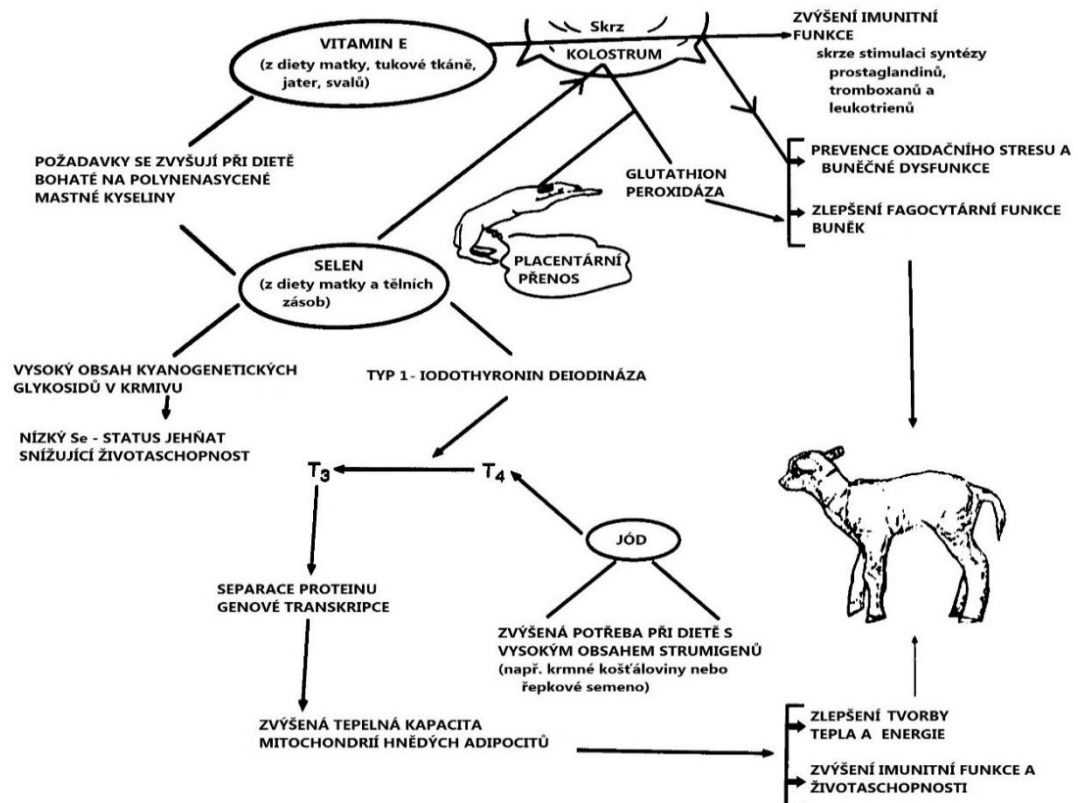 VITAMIN E
(z diety matky, tukové tkáně,
jater, svalů)
Skrz
KOLOSTRUM
ZVÝŠENÍ IMUNITNÍ
FUNKCE
skrze stimulaci syntézy
prostaglandinů,
tromboxanů a
leukotrienů
POŽADAVKY SE ZVYŠUJÍ PŘI DIETĚ
BOHATÉ NA POLYNENASYCENÉ
MASTNÉ KYSELINY
GLUTATHION
PEROXIDÁZA
PREVENCE OXIDAČNÍHO STRESU A
BUNĚČNÉ DYSFUNKCE
ZLEPŠENÍ FAGOCYTÁRNÍ FUNKCE
BUNĚK
SELEN
(z diety matky a tělních
zásob)
PLACENTÁRNÍ
PŘENOS
VYSOKÝ OBSAH KYANOGENETICKÝCH
GLYKOSIDŮ V KRMIVU
TYP 1- IODOTHYRONIN DEIODINÁZA
NÍZKÝ Se - STATUS JEHŇAT
SNÍŽUJÍCÍ ŽIVOTASCHOPNOST
T3
T4
JÓD
SEPARACE PROTEINU
GENOVÉ TRANSKRIPCE
ZVÝŠENÁ POTŘEBA PŘI DIETĚ S
VYSOKÝM OBSAHEM STRUMIGENŮ
(např. krmné košťáloviny nebo
řepkové semeno)
ZVÝŠENÁ TEPELNÁ KAPACITA
MITOCHONDRIÍ HNĚDÝCH ADIPOCITŮ
ZLEPŠENÍ TVORBY
TEPLA A ENERGIE
ZVÝŠENÍ IMUNITNÍ FUNKCE A
ŽIVOTASCHOPNOSTI